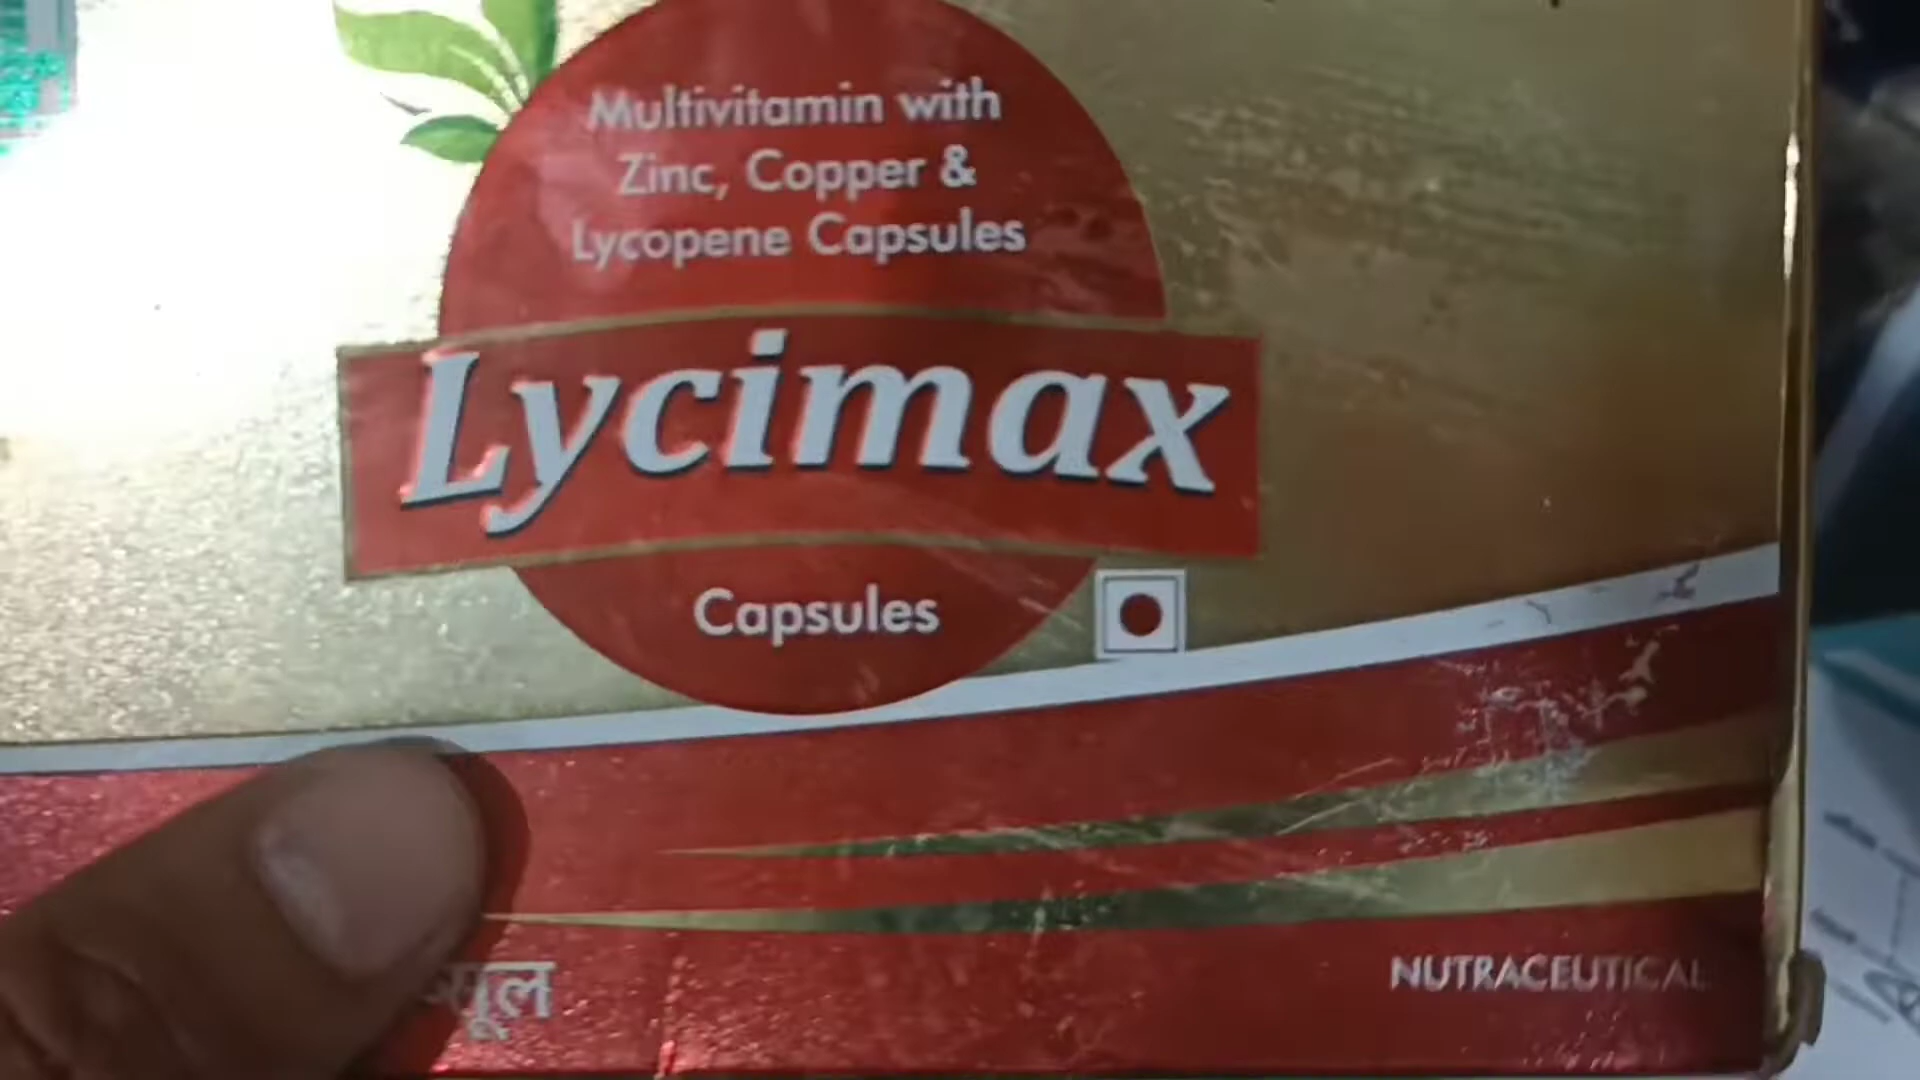 Multivitamin with
Zinc, Copper &
Lycopene Capsules
Lycimax
Capsules
NUTRACEUTICAL